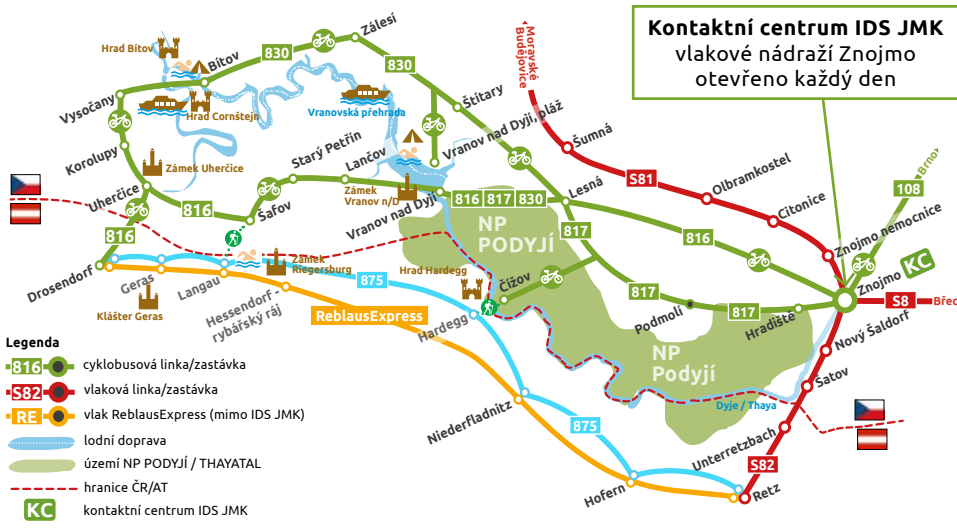 Kontaktní centrum IDS JMK
vlakové nádraží Znojmo
otevřeno každý den
Moravské
Budějovice
Zálesí
830
830
Hrad Bítov
Bítov
Štítary
Vysočany
Hrad Cornštejn
Vranovská přehrada
Vranov nad Dyjí, pláž
Šumná
Korolupy
Starý Petřín
Lančov
Zámek Uherčice
S81
Olbramkostel
Brno
108
Uherčice
Zámek
Vranov n/D
Lesná
Citonice
816
Šafov
Vranov nad Dyjí
816
817
830
NP
PODYJÍ
817
816
Znojmo nemocnice
816
Drosendorf
Geras
Langau
Zámek
Riegersburg
875
Hrad Hardegg
Čížov
Znojmo
KC
S8
Břec
Klášter Geras
Hessendorf -
rybářský ráj
ReblausExpress
Hardegg
817
Podmolí
817
Hradiště
Nový Šaldorf
NP
Podyjí
Šatov
Dyje / Thaya
Niederfladnitz
875
Unterretzbach
S82
Hofern
Retz
Legenda
816 cyklobusová linka/zastávka
S82 vlaková linka/zastávka
RE vlak ReblausExpress (mimo IDS JMK)
lodní doprava
území NP PODYJÍ / THAYATAL
hranice ČR/AT
KC kontaktní centrum IDS JMK